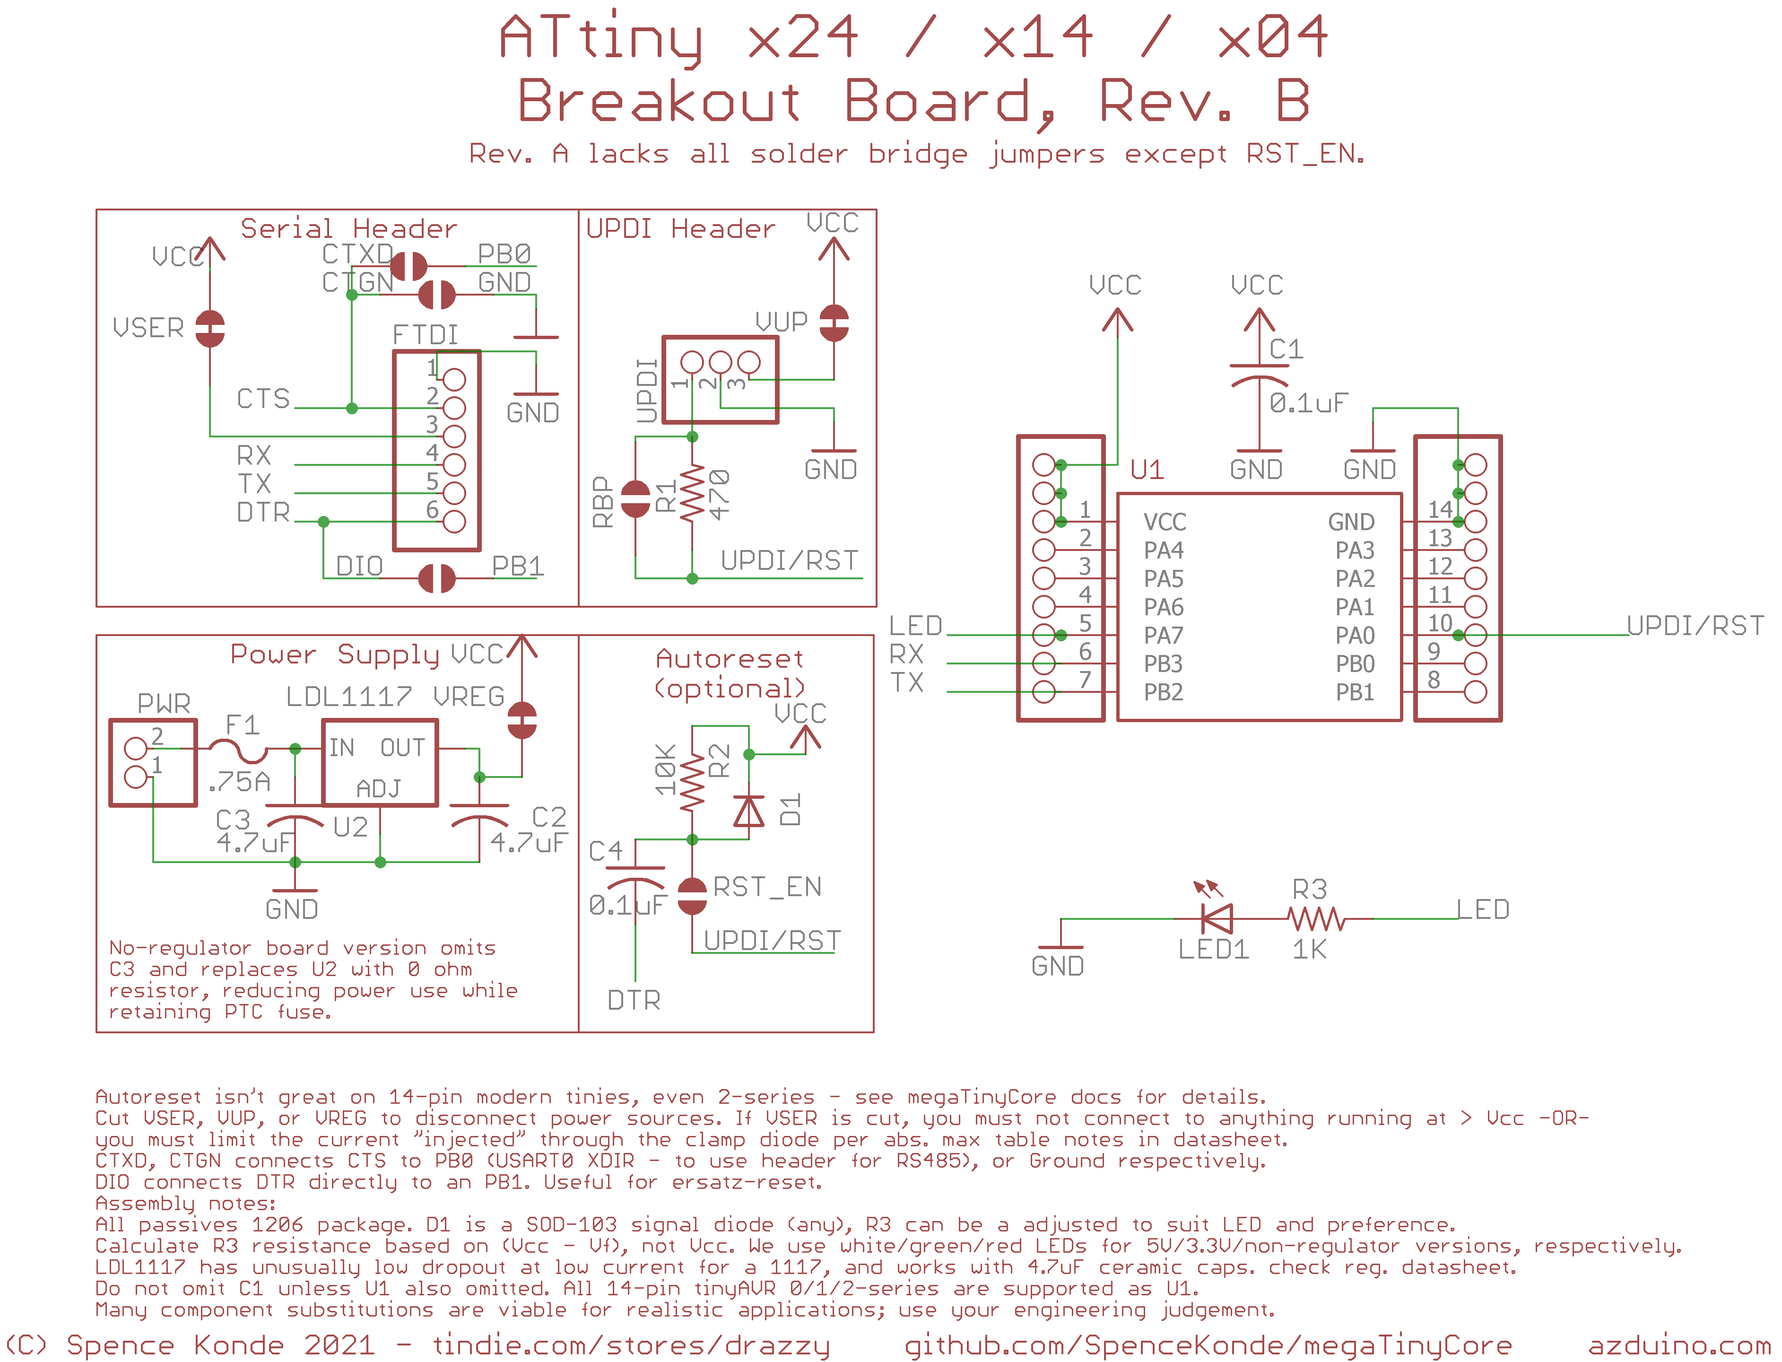 ATtiny x24 / x14 / x04
Breakout Board, Rev. B
Rev. A lacks all solder bridge jumpers except RST_EN.
Serial Header
VCC
CTXD
PB0
CTGN
GND
VSER
FTDI
1
2
3
4
5
6
CTS
RX
TX
DTR
GND
DIO
PB1
UPDI Header
VCC
VUP
UPDI
1
2
3
GND
RBP
R1
470
UPDI/RST
VCC
VCC
C1
0.1uF
GND
GND
U1
1 VCC GND 14
2 PA4 PA3 13
3 PA5 PA2 12
4 PA6 PA1 11
LED 5 PA7 PA0 10 UPDI/RST
RX 6 PB3 PB0 9
TX 7 PB2 PB1 8
Power Supply
VCC
LDL1117 VREG
PWR
2
1
F1
.75A
IN OUT
ADJ
C3
4.7uF
U2
C2
4.7uF
GND
No-regulator board version omits
C3 and replaces U2 with 0 ohm
resistor, reducing power use while
retaining PTC fuse.
Autoreset
(optional)
VCC
10K
R2
D1
C4
0.1uF
RST_EN
UPDI/RST
DTR
R3
LED
LED1
1K
GND
Autoreset isn't great on 14-pin modern tinies, even 2-series - see megaTinyCore docs for details.
Cut VSER, VUP, or VREG to disconnect power sources. If VSER is cut, you must not connect to anything running at > Vcc -OR-
you must limit the current "injected" through the clamp diode per abs. max table notes in datasheet.
CTXD, CTGN connects CTS to PB0 (USART0 XDIR - to use header for RS485), or Ground respectively.
DIO connects DTR directly to an PB1. Useful for ersatz-reset.
Assembly notes:
All passives 1206 package. D1 is a SOD-103 signal diode (any), R3 can be a adjusted to suit LED and preference.
Calculate R3 resistance based on (Vcc - Vf), not Vcc. We use white/green/red LEDs for 5V/3.3V/non-regulator versions, respectively.
LDL1117 has unusually low dropout at low current for a 1117, and works with 4.7uF ceramic caps. check reg. datasheet.
Do not omit C1 unless U1 also omitted. All 14-pin tinyAVR 0/1/2-series are supported as U1.
Many component substitutions are viable for realistic applications; use your engineering judgement.
(C) Spence Konde 2021 - tindie.com/stores/drazzy github.com/SpenceKonde/megaTinyCore azduino.com